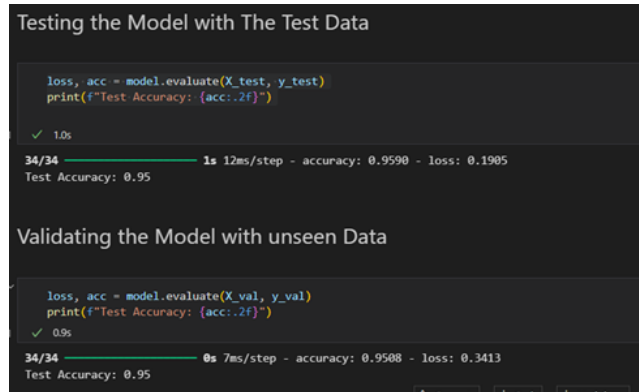 Testing the Model with The Test Data
loss, acc = model.evaluate(X_test, y_test)
print(f"Test Accuracy: {acc:.2f}")
✓ 1.0s
34/34 ━━━━━━━━━━━━━━━━━━━━ 1s 12ms/step - accuracy: 0.9590 - loss: 0.1905
Test Accuracy: 0.95
Validating the Model with unseen Data
loss, acc = model.evaluate(X_val, y_val)
print(f"Test Accuracy: {acc:.2f}")
✓ 0.9s
34/34 ━━━━━━━━━━━━━━━━━━━━ 0s 7ms/step - accuracy: 0.9508 - loss: 0.3413
Test Accuracy: 0.95